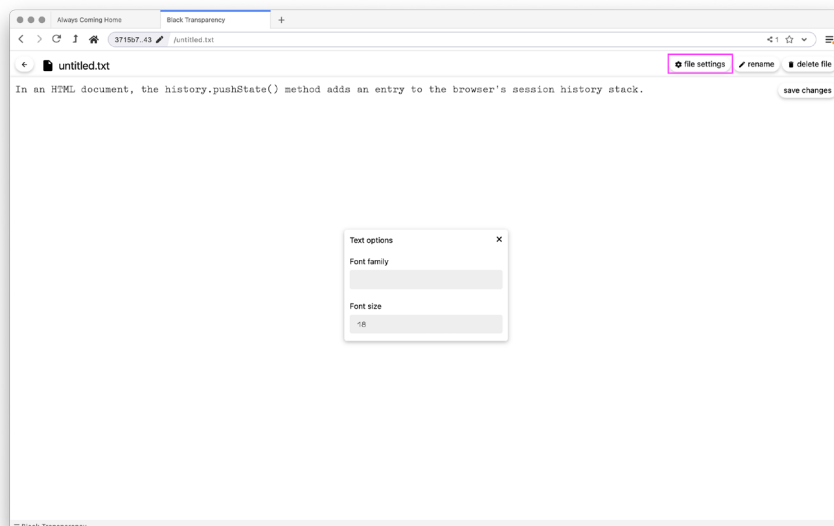 Always Coming Home
Black Transparency
3715b7..43
/untitled.txt
1
untitled.txt
file settings
rename
delete file
In an HTML document, the history.pushState() method adds an entry to the browser's session history stack.
save changes
Text options
Font family
Font size
18
Black Transparency